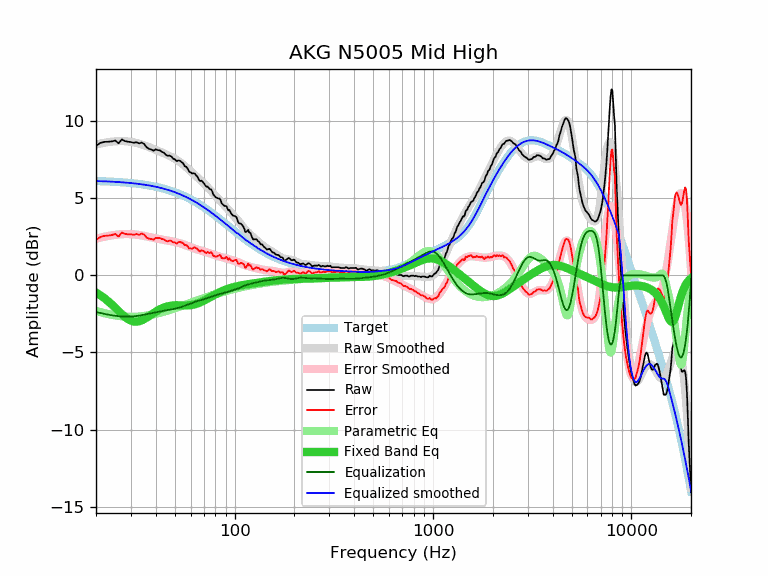 AKG N5005 Mid High
Amplitude (dBr)
10
5
0
−5
−10
−15
Target
Raw Smoothed
Error Smoothed
Raw
Error
Parametric Eq
Fixed Band Eq
Equalization
Equalized smoothed
100
1000
10000
Frequency (Hz)